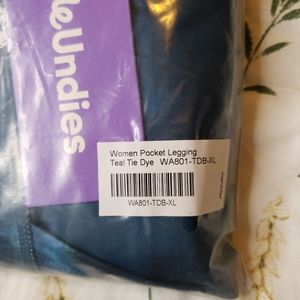 eUndies
Women Pocket Legging
Teal Tie Dye WA801-TDB-XL
WA801-TDB-XL